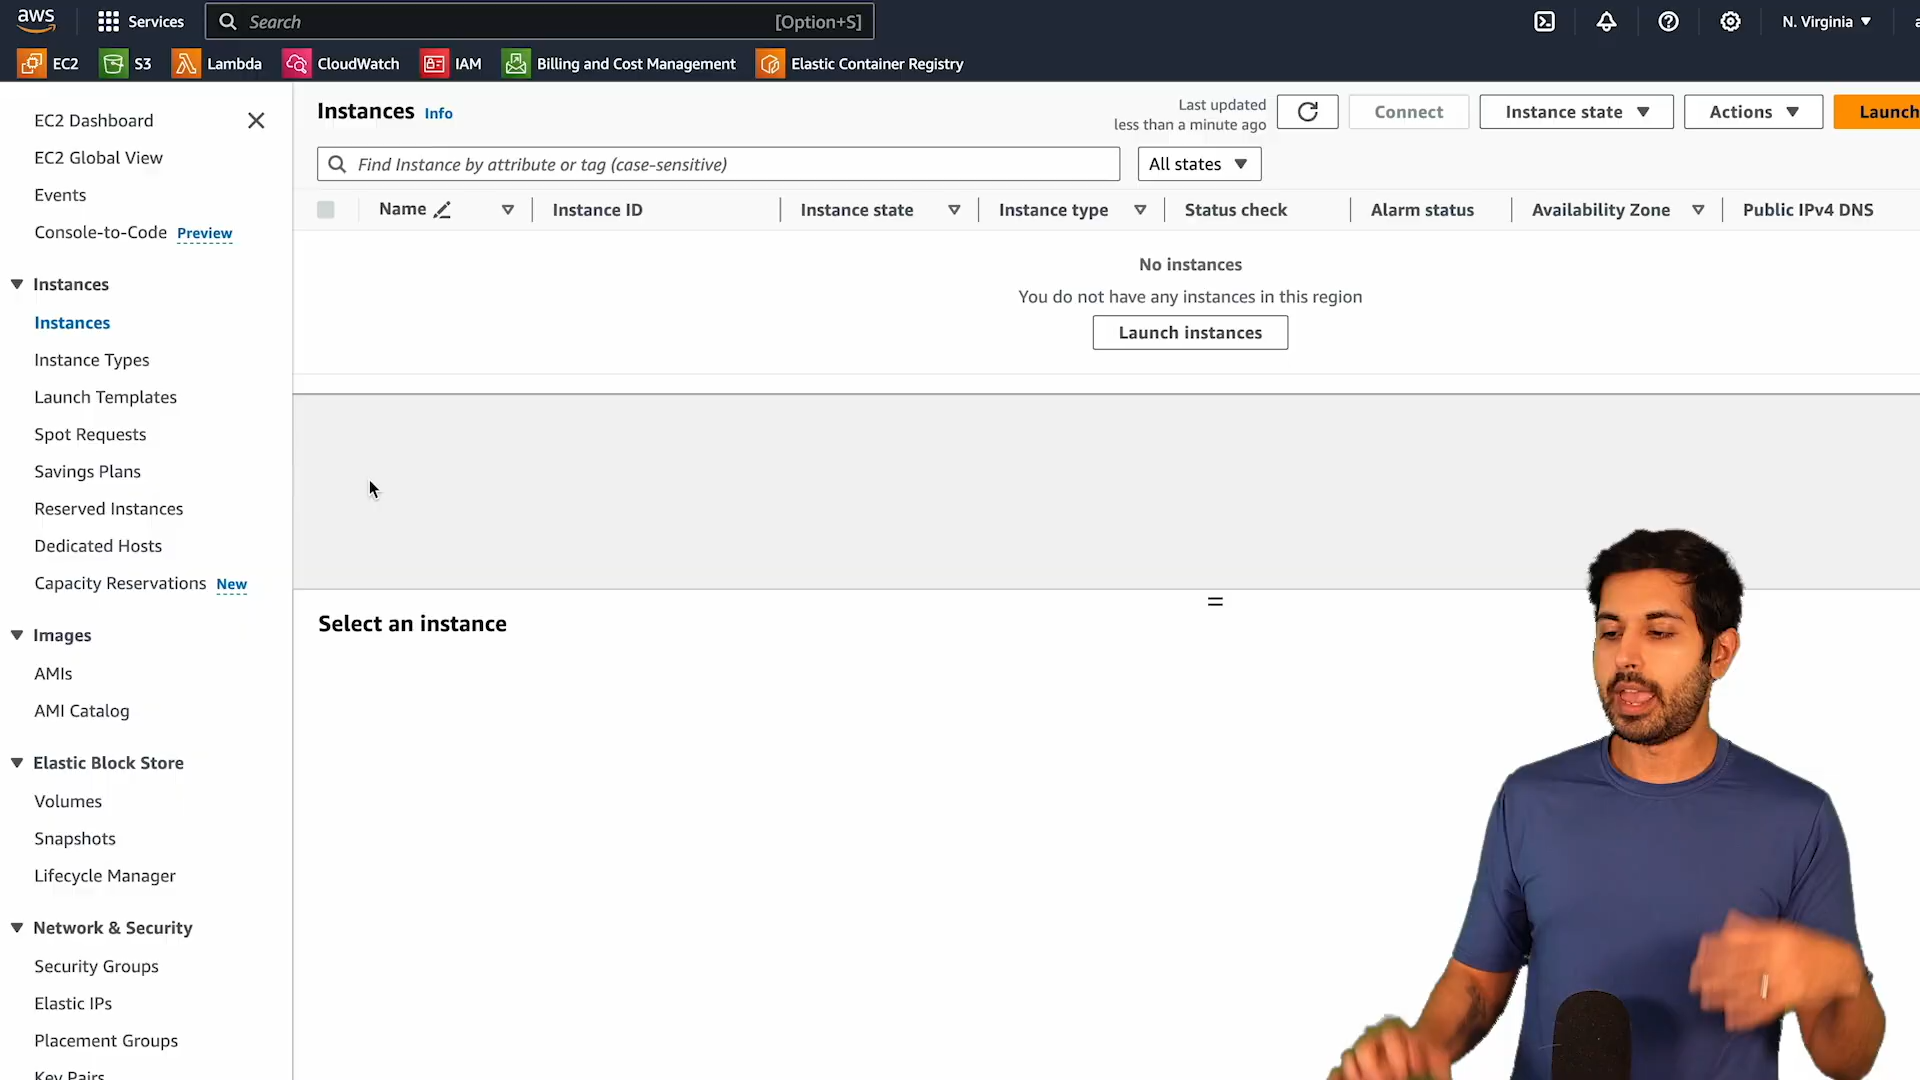 aws
Services
Search
[Option+S]
N. Virginia
EC2
S3
Lambda
CloudWatch
IAM
Billing and Cost Management
Elastic Container Registry
EC2 Dashboard
EC2 Global View
Events
Console-to-Code Preview
Instances
Instances
Instance Types
Launch Templates
Spot Requests
Savings Plans
Reserved Instances
Dedicated Hosts
Capacity Reservations New
Images
AMIs
AMI Catalog
Elastic Block Store
Volumes
Snapshots
Lifecycle Manager
Network & Security
Security Groups
Elastic IPs
Placement Groups
Key Pairs
Instances Info
Last updated
less than a minute ago
Connect
Instance state
Actions
Launch
Find Instance by attribute or tag (case-sensitive)
All states
Name
Instance ID
Instance state
Instance type
Status check
Alarm status
Availability Zone
Public IPv4 DNS
No instances
You do not have any instances in this region
Launch instances
Select an instance